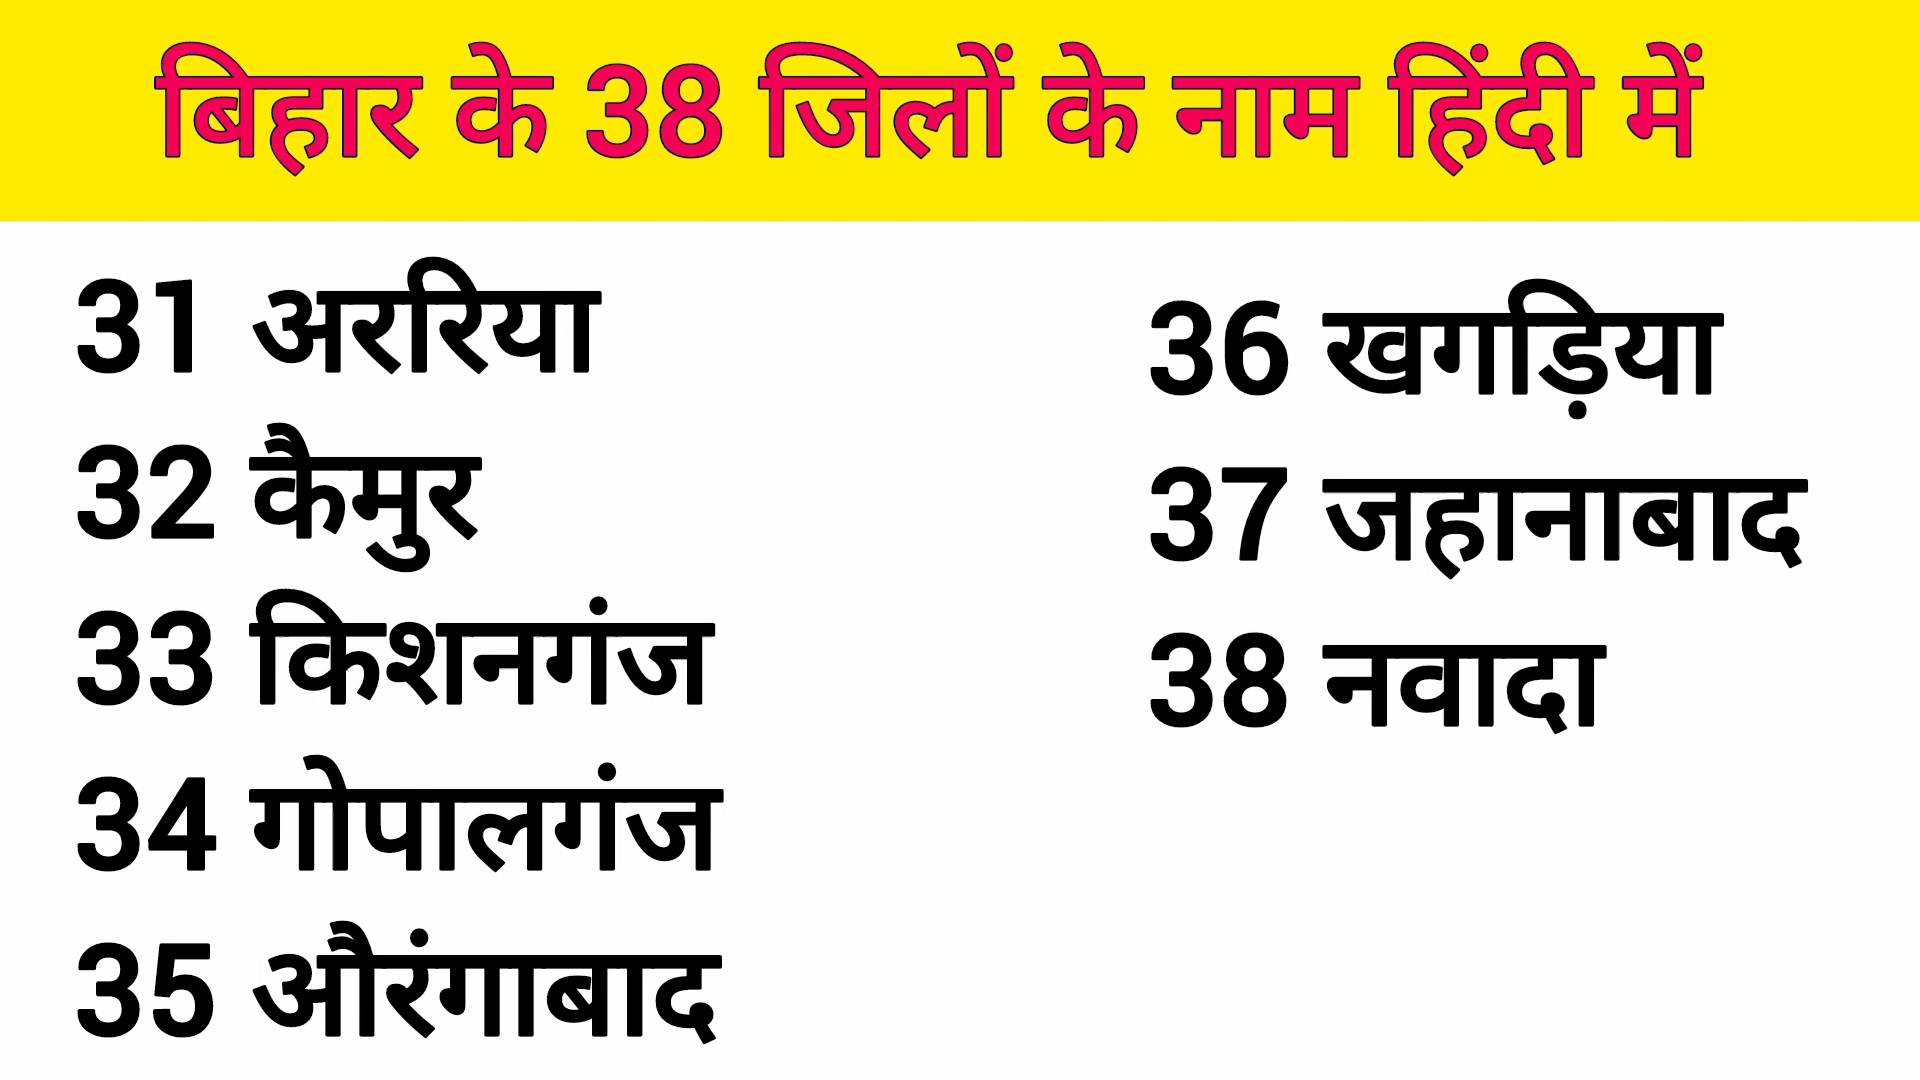 बिहार के 38 जिलों के नाम हिंदी में
31 अररिया
32 कैमुर
33 किशनगंज
34 गोपालगंज
35 औरंगाबाद
36 खगड़िया
37 जहानाबाद
38 नवादा